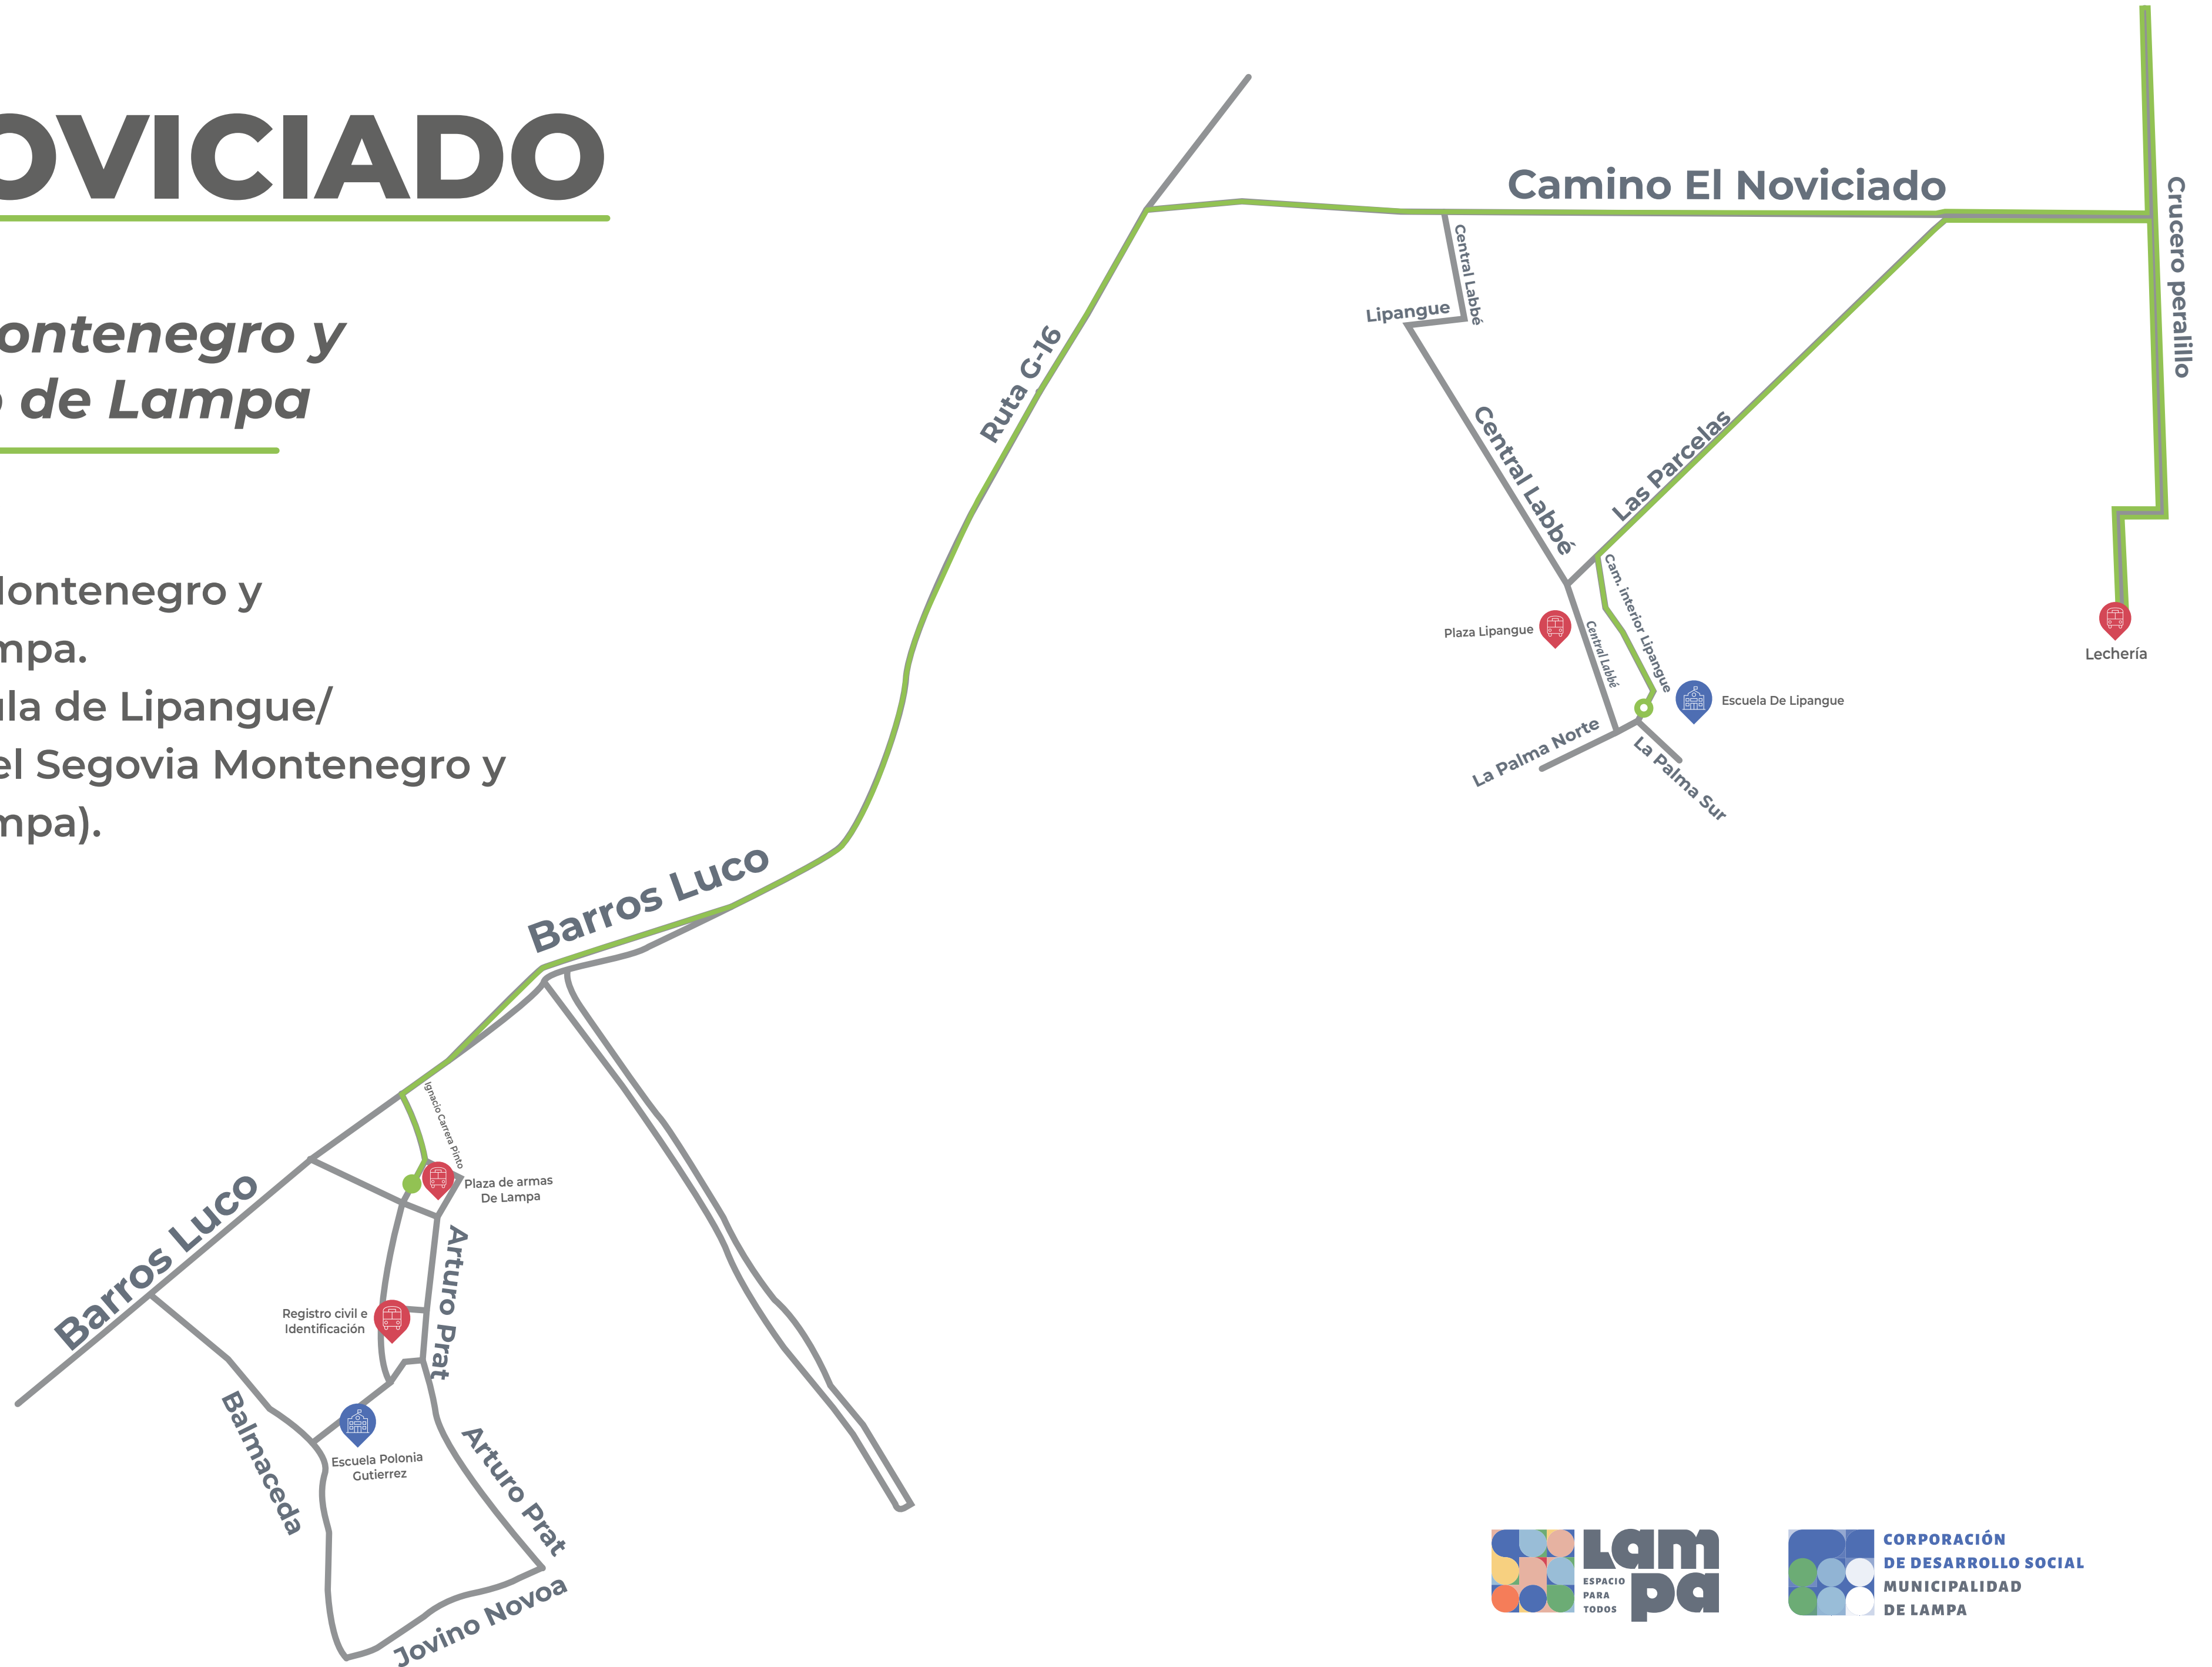 OVICIADO
ontenegro y
de Lampa
Montenegro y
mpa.
la de Lipangue/
el Segovia Montenegro y
mpa).
Camino El Noviciado
Crucero peralillo
Central Labbé
Lipangue
Ruta G-16
Central Labbé
Las Parcelas
Cam. interior Lipangue
Plaza Lipangue
Central Labbé
Lechería
Escuela De Lipangue
La Palma Norte
La Palma Sur
Barros Luco
Ignacio Carrera Pinto
Plaza de armas
De Lampa
Barros Luco
Arturo Prat
Registro civil e
Identificación
Balmaceda
Escuela Polonia
Gutierrez
Arturo Prat
Jovino Novoa
Lampa
ESPACIO
PARA
TODOS
CORPORACIÓN
DE DESARROLLO SOCIAL
MUNICIPALIDAD
DE LAMPA